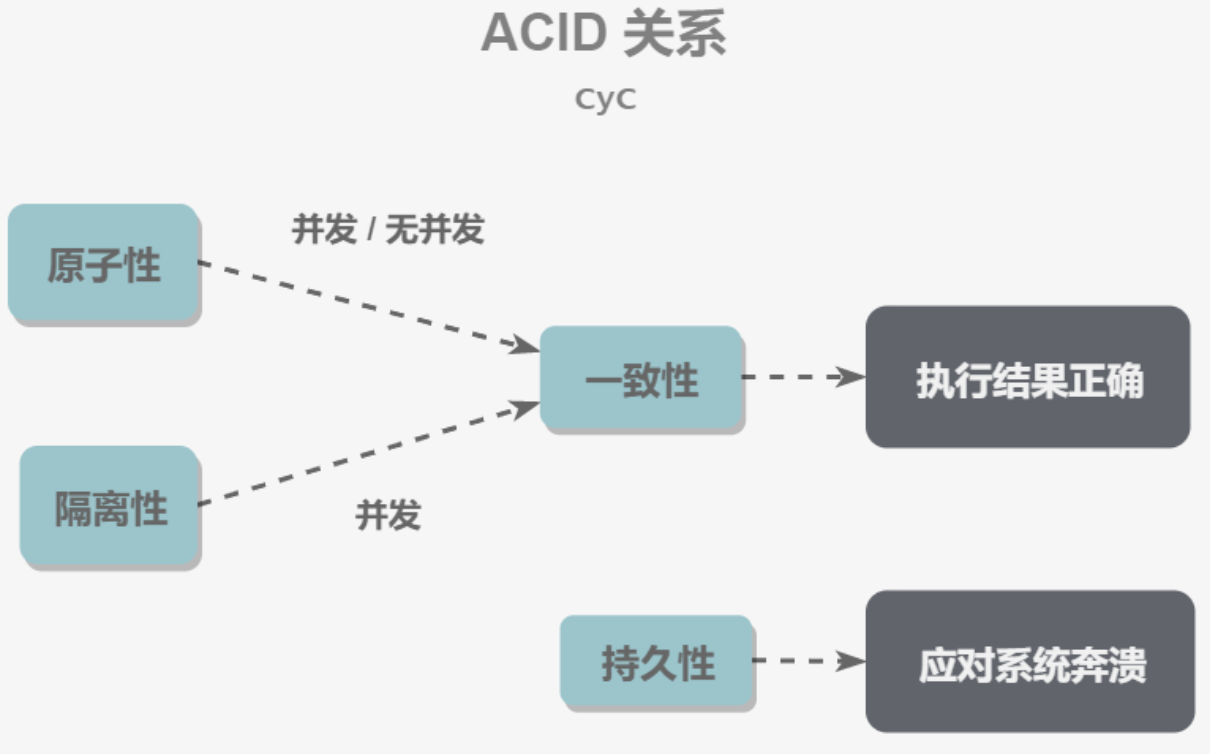 ACID 关系
CyC
并发 / 无并发
原子性
一致性
执行结果正确
隔离性
并发
持久性
应对系统奔溃